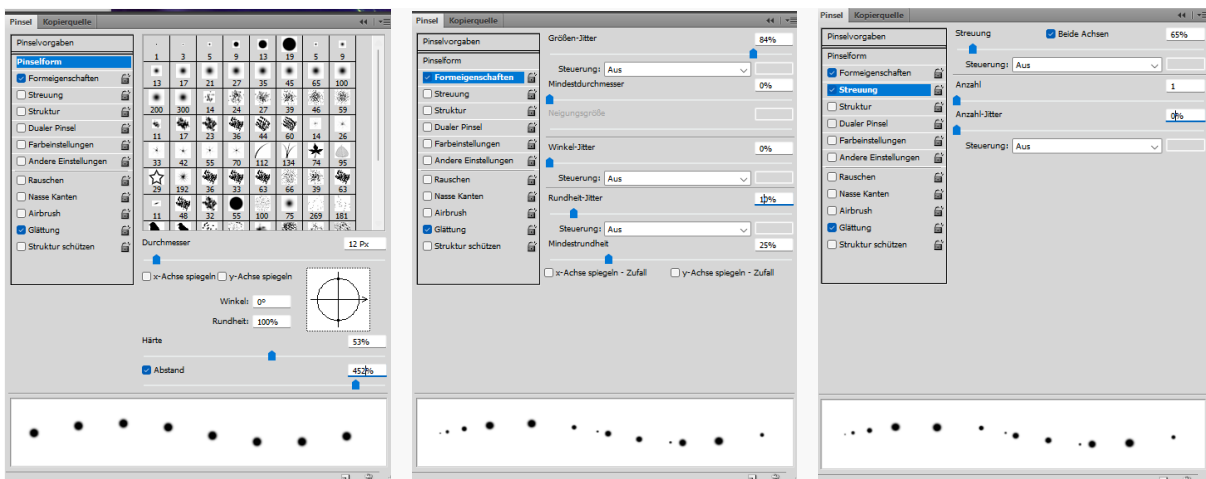 Pinsel Kopierquelle
Pinselvorgaben
Pinselform
Formeigenschaften
Streuung
Struktur
Dualer Pinsel
Farbeinstellungen
Andere Einstellungen
Rauschen
Nasse Kanten
Airbrush
Glättung
Struktur schützen
1 3 5 9 13 19 5 9
13 17 21 27 35 45 65 100
200 300 14 24 27 39 46 59
11 17 23 36 44 60 14 26
33 42 55 70 112 134 74 95
29 192 36 33 63 66 39 63
11 48 32 55 100 75 269 181
Durchmesser 12 Px
x-Achse spiegeln y-Achse spiegeln
Winkel: 0°
Rundheit: 100%
Härte 53%
Abstand 452%
Pinsel Kopierquelle
Pinselvorgaben
Pinselform
Formeigenschaften
Streuung
Struktur
Dualer Pinsel
Farbeinstellungen
Andere Einstellungen
Rauschen
Nasse Kanten
Airbrush
Glättung
Struktur schützen
Größen-Jitter 84%
Steuerung: Aus
Mindestdurchmesser 0%
Neigungsgröße
Winkel-Jitter 0%
Steuerung: Aus
Rundheit-Jitter 10%
Steuerung: Aus
Mindestrundheit 25%
x-Achse spiegeln - Zufall y-Achse spiegeln - Zufall
Pinsel Kopierquelle
Pinselvorgaben
Pinselform
Formeigenschaften
Streuung
Struktur
Dualer Pinsel
Farbeinstellungen
Andere Einstellungen
Rauschen
Nasse Kanten
Airbrush
Glättung
Struktur schützen
Streuung Beide Achsen 65%
Steuerung: Aus
Anzahl 1
Anzahl-Jitter 0%
Steuerung: Aus